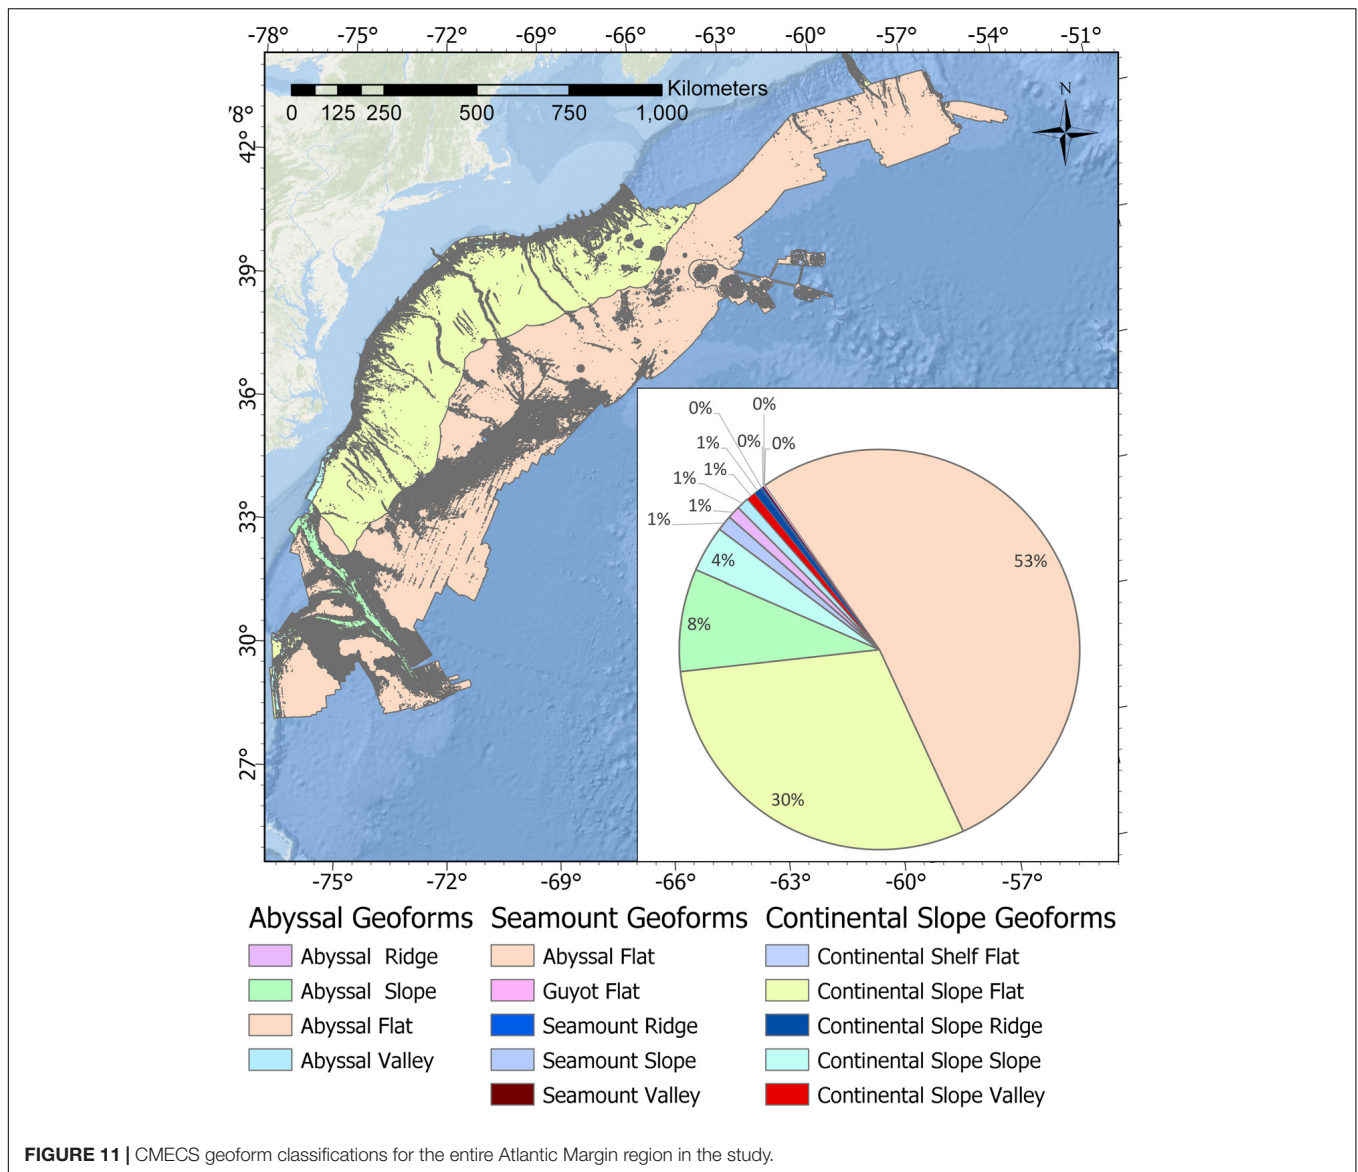 -78° -75° -72° -69° -66° -63° -60° -57° -54° -51°
Kilometers
0 125 250 500 750 1,000
N
8°
42°
39°
36°
33°
30°
27°
0% 0%
1% 0% 0%
1% 1%
1% 1%
4%
8%
30%
53%
-75° -72° -69° -66° -63° -60° -57°
Abyssal Geoforms
Abyssal Ridge
Abyssal Slope
Abyssal Flat
Abyssal Valley
Seamount Geoforms
Abyssal Flat
Guyot Flat
Seamount Ridge
Seamount Slope
Seamount Valley
Continental Slope Geoforms
Continental Shelf Flat
Continental Slope Flat
Continental Slope Ridge
Continental Slope Slope
Continental Slope Valley
FIGURE 11 | CMECS geoform classifications for the entire Atlantic Margin region in the study.